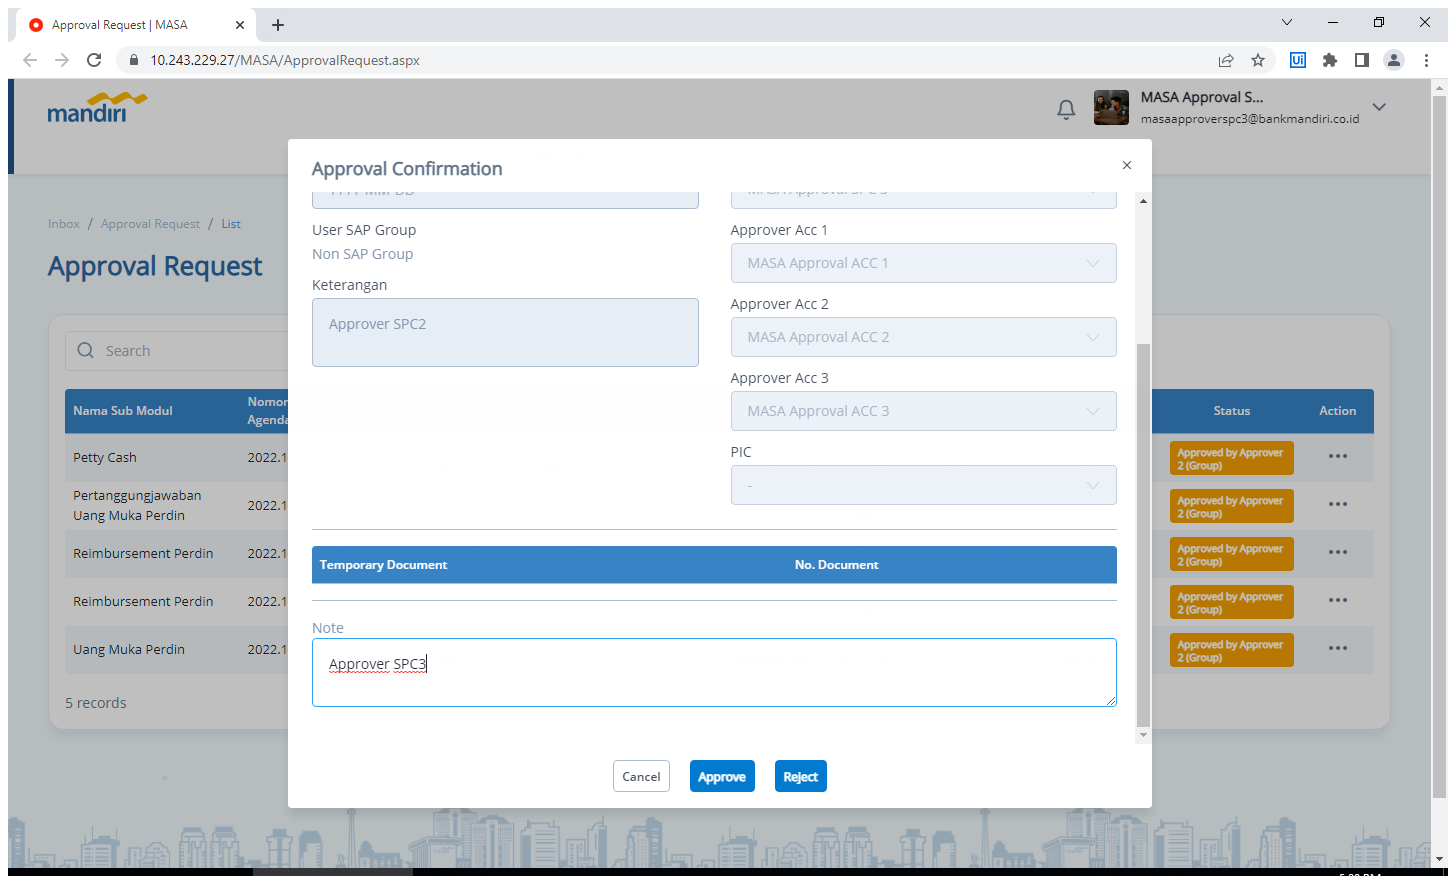 Approval Request | MASA
10.243.229.27/MASA/ApprovalRequest.aspx
Ui
mandiri
MASA Approval S...
masaapproverspc3@bankmandiri.co.id
Inbox / Approval Request / List
Approval Request
Search
Nama Sub Modul
Nomor
Agenda
Status
Action
Petty Cash
2022.1
Approved by Approver
2 (Group)
Pertanggungjawaban
Uang Muka Perdin
2022.1
Approved by Approver
2 (Group)
Reimbursement Perdin
2022.1
Approved by Approver
2 (Group)
Reimbursement Perdin
2022.1
Approved by Approver
2 (Group)
Uang Muka Perdin
2022.1
Approved by Approver
2 (Group)
5 records
Approval Confirmation
User SAP Group
Non SAP Group
Keterangan
Approver SPC2
Approver Acc 1
MASA Approval ACC 1
Approver Acc 2
MASA Approval ACC 2
Approver Acc 3
MASA Approval ACC 3
PIC
-
Temporary Document
No. Document
Note
Approver SPC3
Cancel
Approve
Reject